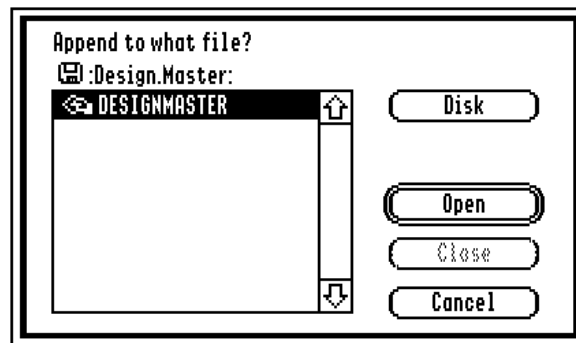 Append to what file?
:Design.Master:
DESIGNMASTER
Disk
Open
Close
Cancel